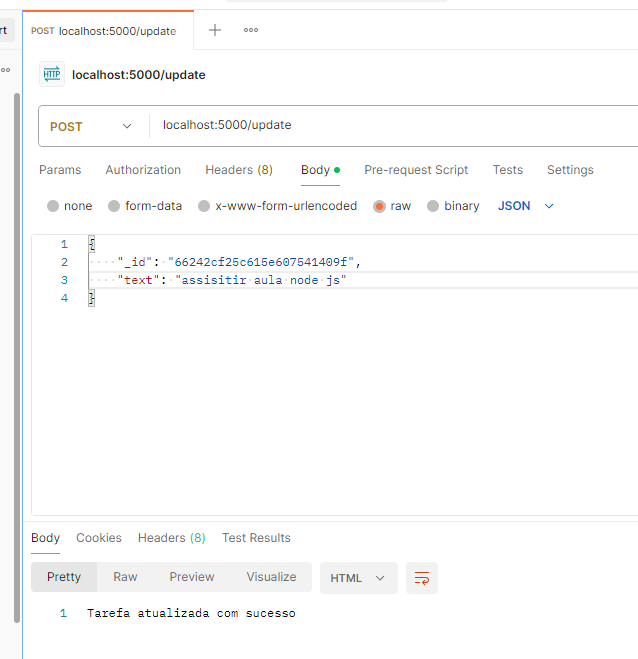 rt
POST localhost:5000/update
HTTP localhost:5000/update
POST localhost:5000/update
Params Authorization Headers (8) Body Pre-request Script Tests Settings
none form-data x-www-form-urlencoded raw binary JSON
1 {
2 "_id": "66242cf25c615e607541409f",
3 "text": "assisitir aula node js"
4 }
Body Cookies Headers (8) Test Results
Pretty Raw Preview Visualize HTML
1 Tarefa atualizada com sucesso